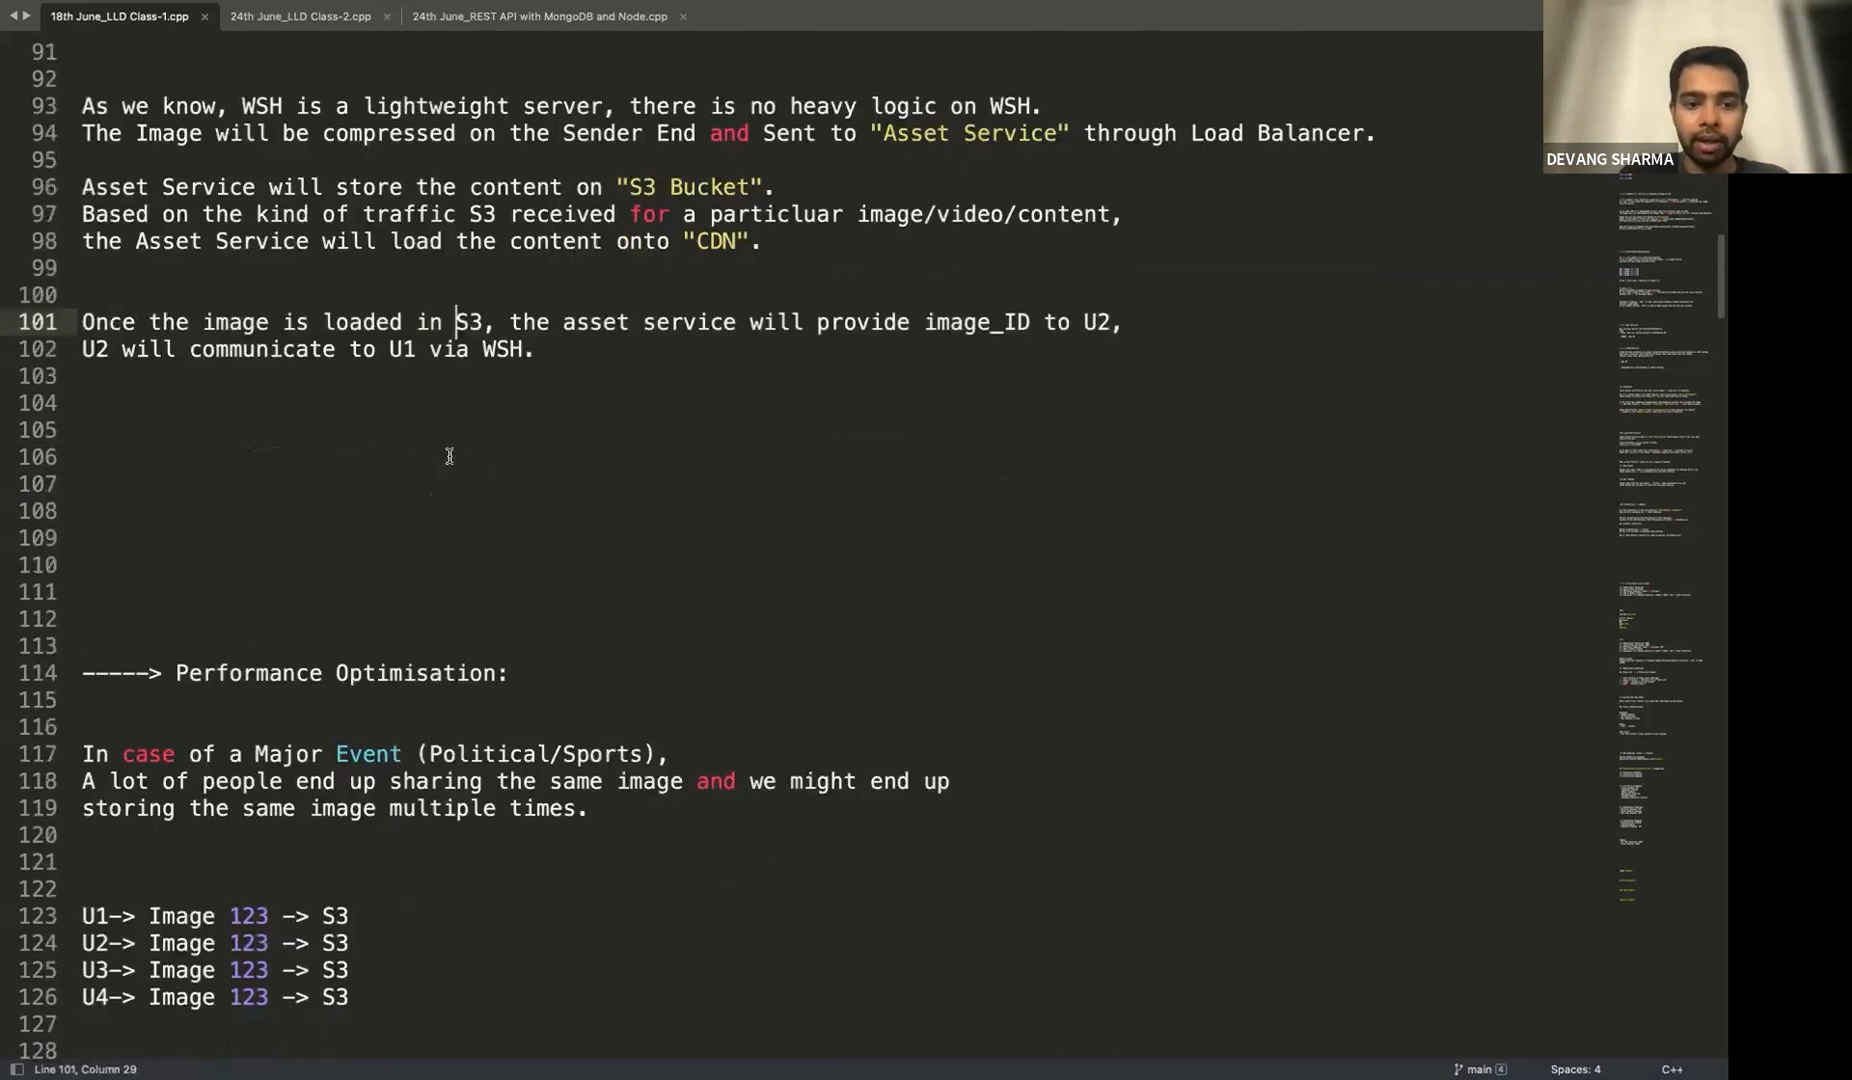 18th June_LLD Class-1.cpp
24th June_LLD Class-2.cpp
24th June_REST API with MongoDB and Node.cpp
91
92
93 As we know, WSH is a lightweight server, there is no heavy logic on WSH.
94 The Image will be compressed on the Sender End and Sent to "Asset Service" through Load Balancer.
95
96 Asset Service will store the content on "S3 Bucket".
97 Based on the kind of traffic S3 received for a particluar image/video/content,
98 the Asset Service will load the content onto "CDN".
99
100
101 Once the image is loaded in S3, the asset service will provide image_ID to U2,
102 U2 will communicate to U1 via WSH.
103
104
105
106
107
108
109
110
111
112
113
114 -----> Performance Optimisation:
115
116
117 In case of a Major Event (Political/Sports),
118 A lot of people end up sharing the same image and we might end up
119 storing the same image multiple times.
120
121
122
123 U1-> Image 123 -> S3
124 U2-> Image 123 -> S3
125 U3-> Image 123 -> S3
126 U4-> Image 123 -> S3
127
128
DEVANG SHARMA
Line 101, Column 29
main 4
Spaces: 4
C++